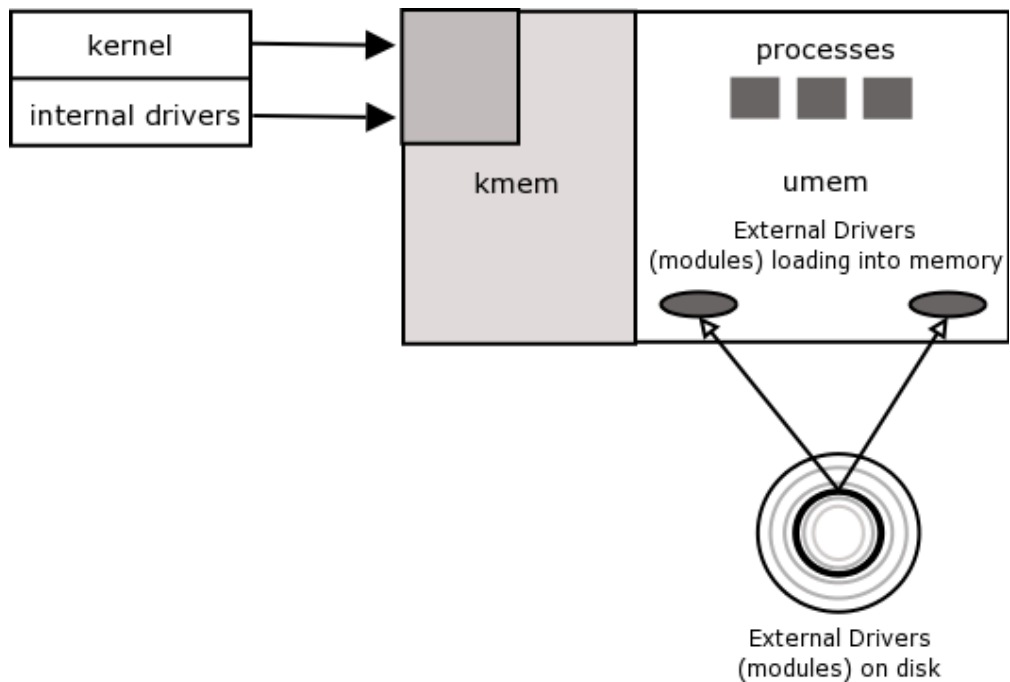 kernel
internal drivers
kmem
processes
umem
External Drivers
(modules) loading into memory
External Drivers
(modules) on disk